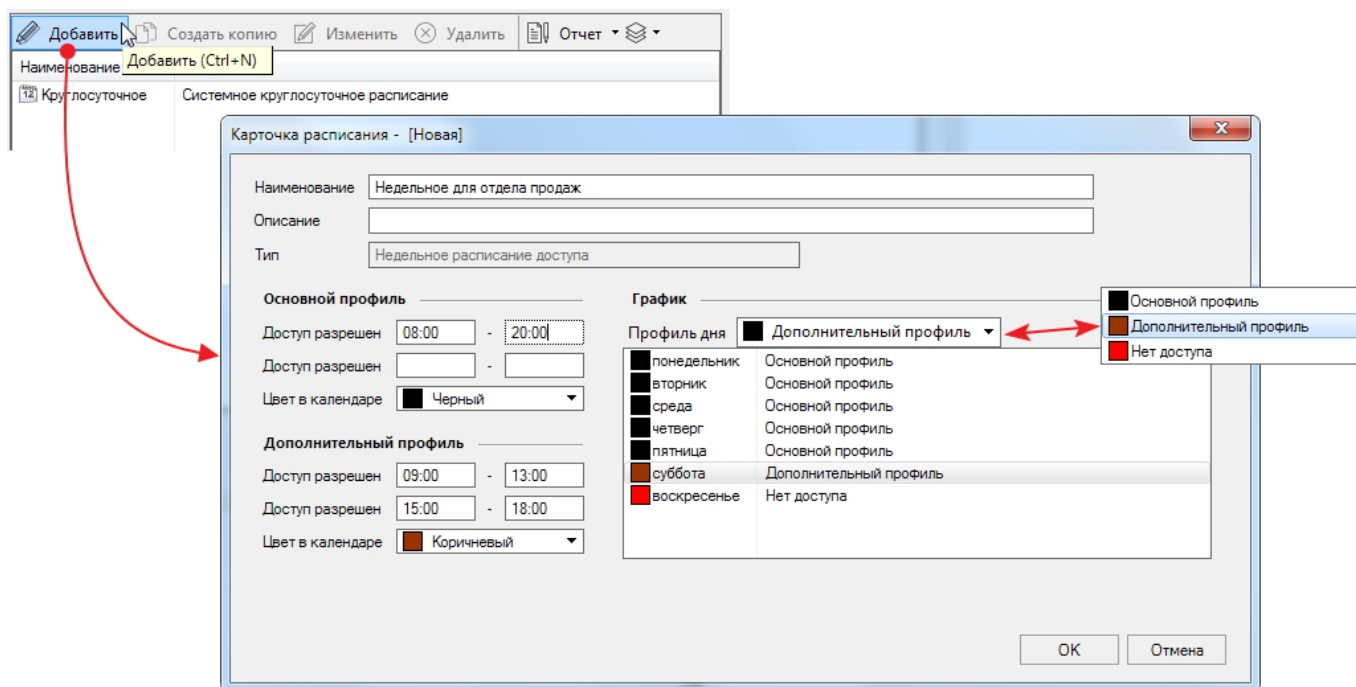 Добавить Создать копию Изменить Удалить Отчет
Добавить (Ctrl+N)
Наименование
12 Круглосуточное Системное круглосуточное расписание
Карточка расписания - [Новая]
Наименование Недельное для отдела продаж
Описание
Тип Недельное расписание доступа
Основной профиль
Доступ разрешен 08:00 - 20:00
Доступ разрешен -
Цвет в календаре Черный
Дополнительный профиль
Доступ разрешен 09:00 - 13:00
Доступ разрешен 15:00 - 18:00
Цвет в календаре Коричневый
График
Профиль дня Дополнительный профиль
понедельник Основной профиль
вторник Основной профиль
среда Основной профиль
четверг Основной профиль
пятница Основной профиль
суббота Дополнительный профиль
воскресенье Нет доступа
Основной профиль
Дополнительный профиль
Нет доступа
OK Отмена